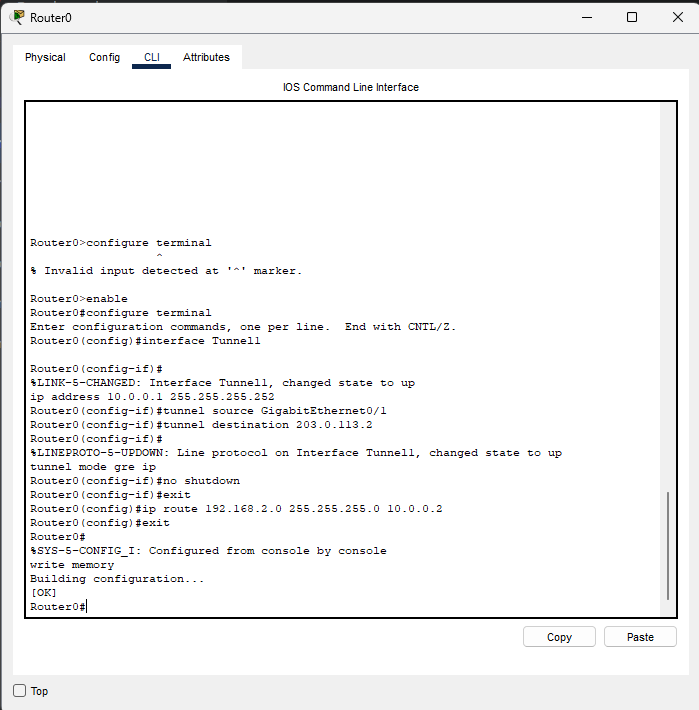 Router0
Physical Config CLI Attributes
IOS Command Line Interface
Router0>configure terminal
^
% Invalid input detected at '^' marker.
Router0>enable
Router0#configure terminal
Enter configuration commands, one per line.  End with CNTL/Z.
Router0(config)#interface Tunnel1
Router0(config-if)#
%LINK-5-CHANGED: Interface Tunnel1, changed state to up
ip address 10.0.0.1 255.255.255.252
Router0(config-if)#tunnel source GigabitEthernet0/1
Router0(config-if)#tunnel destination 203.0.113.2
Router0(config-if)#
%LINEPROTO-5-UPDOWN: Line protocol on Interface Tunnel1, changed state to up
tunnel mode gre ip
Router0(config-if)#no shutdown
Router0(config-if)#exit
Router0(config)#ip route 192.168.2.0 255.255.255.0 10.0.0.2
Router0(config)#exit
Router0#
%SYS-5-CONFIG_I: Configured from console by console
write memory
Building configuration...
[OK]
Router0#
Copy Paste
Top